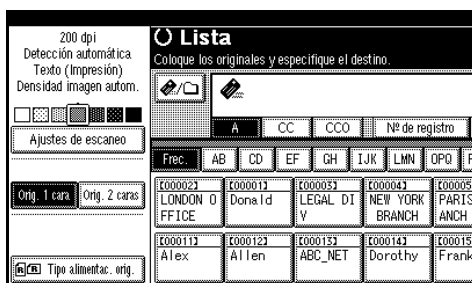 200 dpi
Detección automática
Texto (Impresión)
Densidad imagen autom.
Ajustes de escaneo
Orig. 1 cara Orig. 2 caras
Tipo alimentac. orig.
Lista
Coloque los originales y especifique el destino.
A CC CCO Nº de registro
Frec. AB CD EF GH IJK LMN OPQ
[00002] [00001] [00003] [00004] [00005
LONDON O Donald LEGAL DI NEW YORK PARIS
FFICE V BRANCH ANCH
[00011] [00012] [00013] [00014] [00015
Alex Allen ABC_NET Dorothy Frank